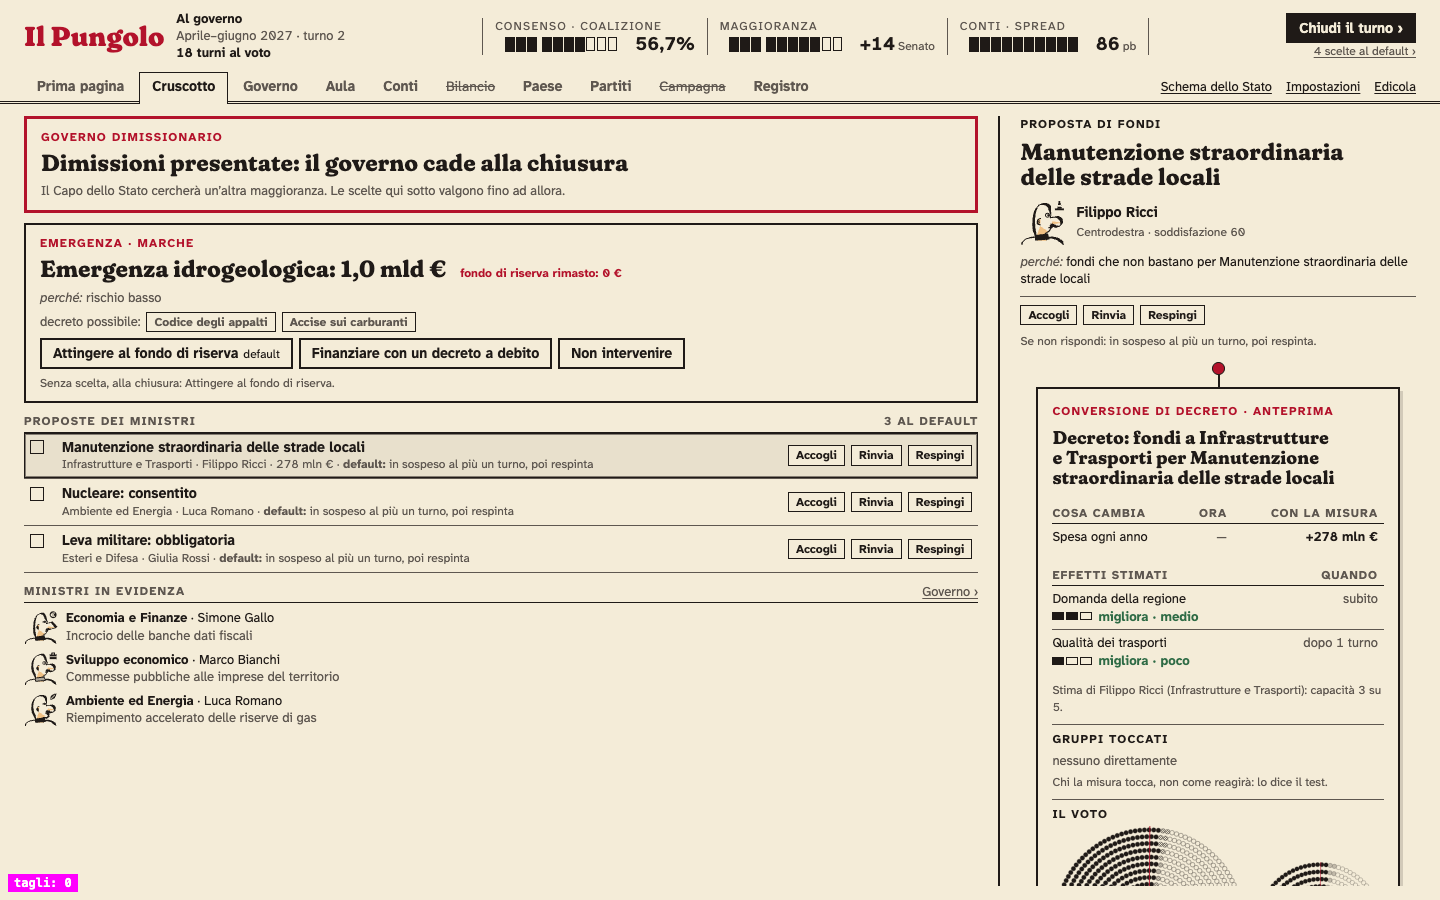 Il Pungolo
Al governo
Aprile–giugno 2027 · turno 2
18 turni al voto
CONSENSO · COALIZIONE
56,7%
MAGGIORANZA
+14 Senato
CONTI · SPREAD
86 pb
Chiudi il turno ›
4 scelte al default ›
Prima pagina Cruscotto Governo Aula Conti Bilancio Paese Partiti Campagna Registro
Schema dello Stato Impostazioni Edicola
GOVERNO DIMISSIONARIO
Dimissioni presentate: il governo cade alla chiusura
Il Capo dello Stato cercherà un'altra maggioranza. Le scelte qui sotto valgono fino ad allora.
EMERGENZA · MARCHE
Emergenza idrogeologica: 1,0 mld € fondo di riserva rimasto: 0 €
perché: rischio basso
decreto possibile: Codice degli appalti Accise sui carburanti
Attingere al fondo di riserva default Finanziare con un decreto a debito Non intervenire
Senza scelta, alla chiusura: Attingere al fondo di riserva.
PROPOSTE DEI MINISTRI 3 AL DEFAULT
Manutenzione straordinaria delle strade locali
Infrastrutture e Trasporti · Filippo Ricci · 278 mln € · default: in sospeso al più un turno, poi respinta
Accogli Rinvia Respingi
Nucleare: consentito
Ambiente ed Energia · Luca Romano · default: in sospeso al più un turno, poi respinta
Accogli Rinvia Respingi
Leva militare: obbligatoria
Esteri e Difesa · Giulia Rossi · default: in sospeso al più un turno, poi respinta
Accogli Rinvia Respingi
MINISTRI IN EVIDENZA Governo ›
Economia e Finanze · Simone Gallo
Incrocio delle banche dati fiscali
Sviluppo economico · Marco Bianchi
Commesse pubbliche alle imprese del territorio
Ambiente ed Energia · Luca Romano
Riempimento accelerato delle riserve di gas
tagli: 0
PROPOSTA DI FONDI
Manutenzione straordinaria
delle strade locali
Filippo Ricci
Centrodestra · soddisfazione 60
perché: fondi che non bastano per Manutenzione straordinaria delle
strade locali
Accogli Rinvia Respingi
Se non rispondi: in sospeso al più un turno, poi respinta.
CONVERSIONE DI DECRETO · ANTEPRIMA
Decreto: fondi a Infrastrutture
e Trasporti per Manutenzione
straordinaria delle strade locali
COSA CAMBIA ORA CON LA MISURA
Spesa ogni anno — +278 mln €
EFFETTI STIMATI QUANDO
Domanda della regione subito
migliora · medio
Qualità dei trasporti dopo 1 turno
migliora · poco
Stima di Filippo Ricci (Infrastrutture e Trasporti): capacità 3 su
5.
GRUPPI TOCCATI
nessuno direttamente
Chi la misura tocca, non come reagirà: lo dice il test.
IL VOTO